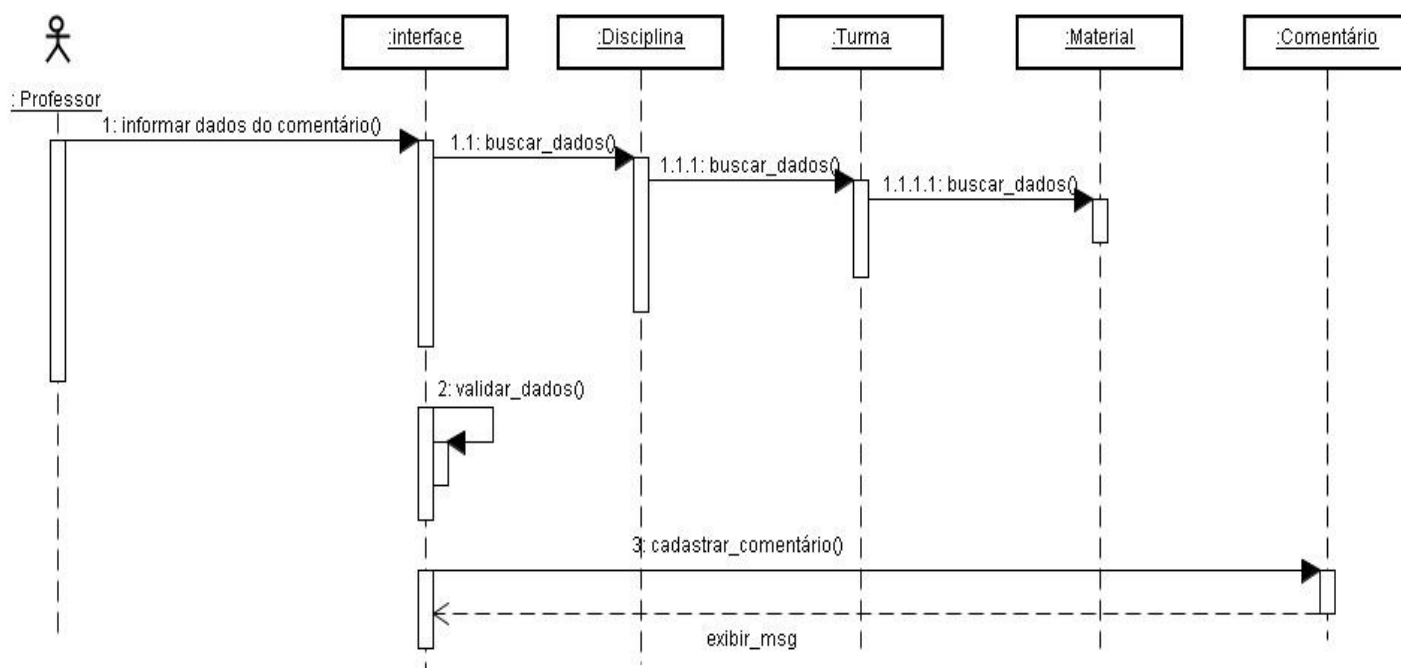 :interface
:Disciplina
:Turma
:Material
:Comentário
: Professor
1: informar dados do comentário()
1.1: buscar_dados()
1.1.1: buscar_dados()
1.1.1.1: buscar_dados()
2: validar_dados()
3: cadastrar_comentário()
exibir_msg